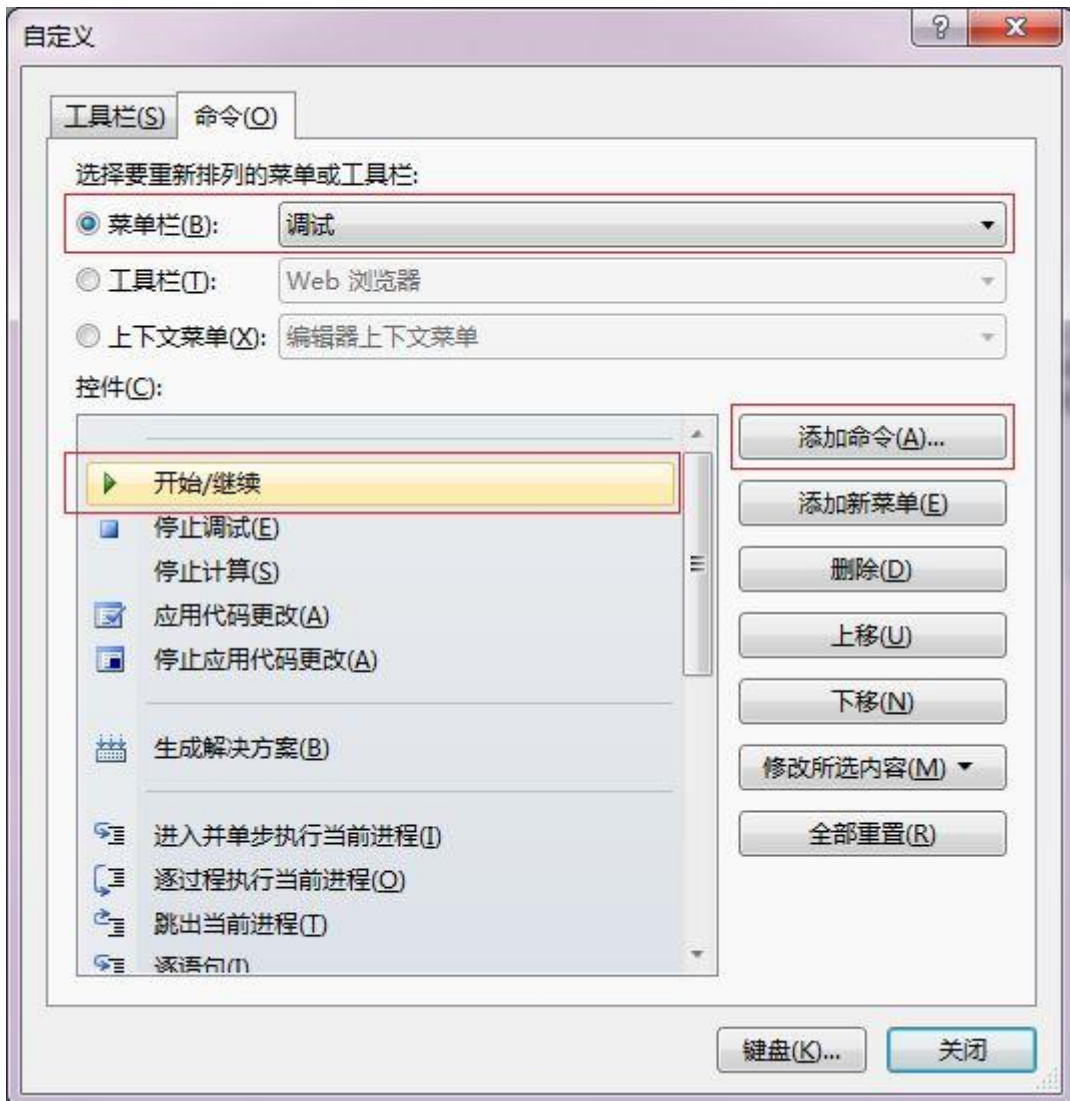 自定义
工具栏(S) 命令(O)
选择要重新排列的菜单或工具栏:
菜单栏(B): 调试
工具栏(T): Web 浏览器
上下文菜单(X): 编辑器上下文菜单
控件(C):
添加命令(A)...
开始/继续
添加新菜单(E)
停止调试(E)
停止计算(S)
删除(D)
应用代码更改(A)
上移(U)
停止应用代码更改(A)
下移(N)
生成解决方案(B)
修改所选内容(M)
进入并单步执行当前进程(I)
全部重置(R)
逐过程执行当前进程(O)
跳出当前进程(T)
逐语句(I)
键盘(K)... 关闭